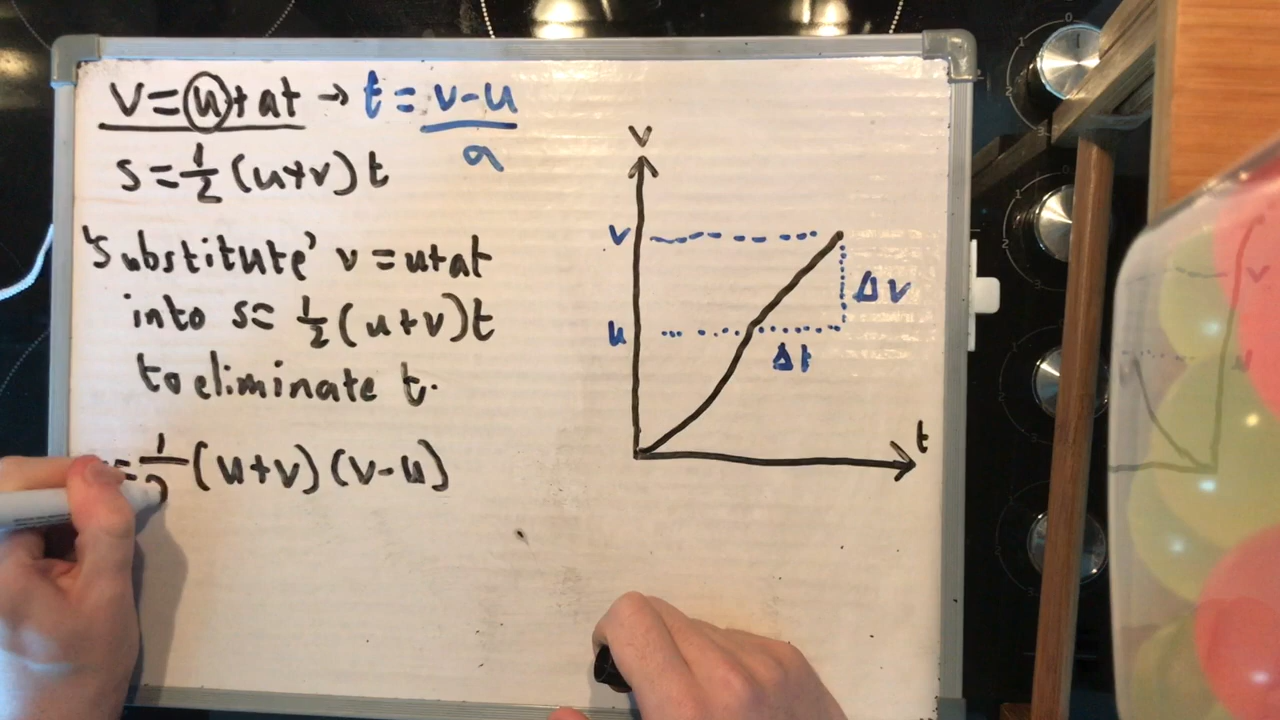 v=u+at → t = v-u
a
s=½(u+v)t
'Substitute' v=u+at
into s= ½(u+v)t
to eliminate t.
= 1/2 (u+v)(v-u)
v
v
Δv
u
Δt
t